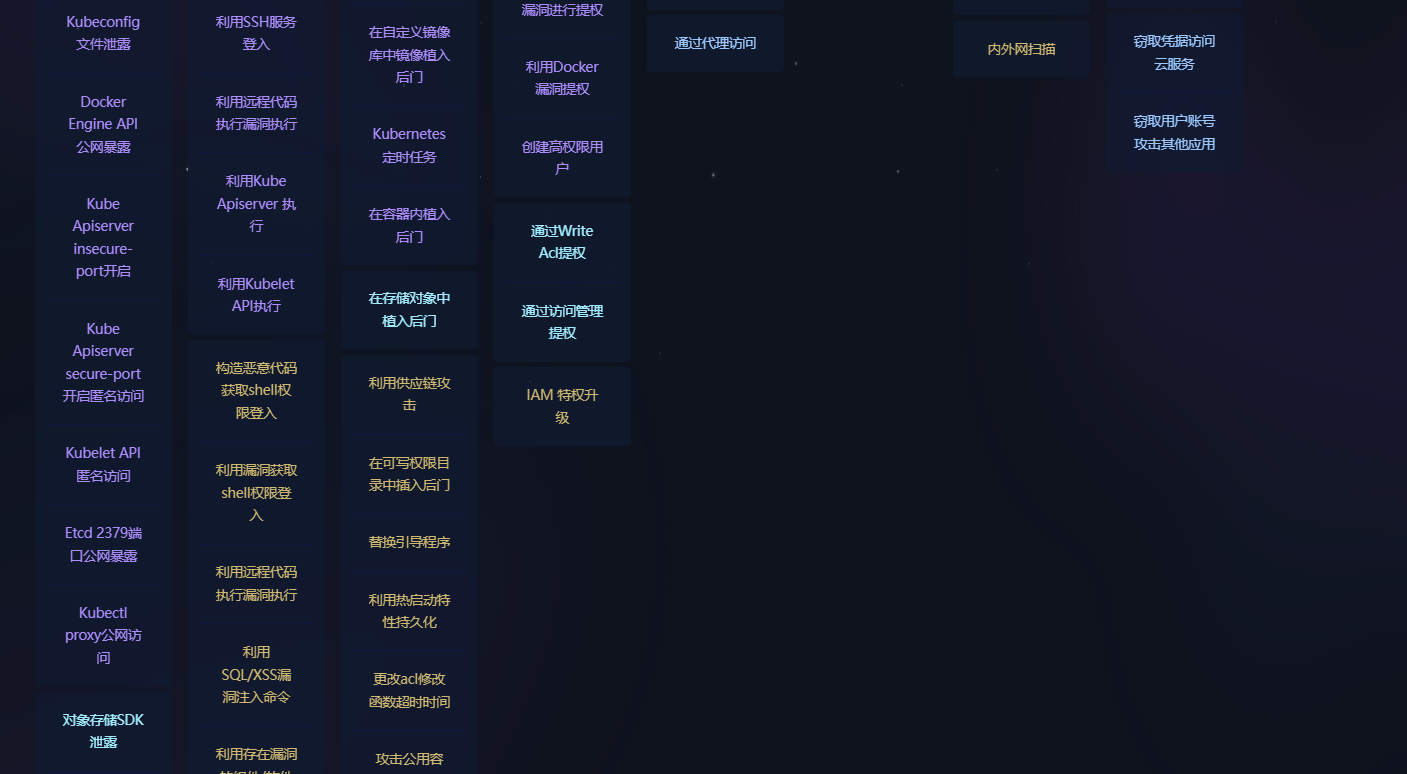 Kubeconfig
文件泄露
Docker
Engine API
公网暴露
Kube
Apiserver
insecure-
port开启
Kube
Apiserver
secure-port
开启匿名访问
Kubelet API
匿名访问
Etcd 2379端
口公网暴露
Kubectl
proxy公网访
问
对象存储SDK
泄露
利用SSH服务
登入
利用远程代码
执行漏洞执行
利用Kube
Apiserver 执
行
利用Kubelet
API执行
构造恶意代码
获取shell权
限登入
利用漏洞获取
shell权限登
入
利用远程代码
执行漏洞执行
利用
SQL/XSS漏
洞注入命令
利用存在漏洞
在自定义镜像
库中镜像植入
后门
Kubernetes
定时任务
在容器内植入
后门
在存储对象中
植入后门
利用供应链攻
击
在可写权限目
录中插入后门
替换引导程序
利用热启动特
性持久化
更改acl修改
函数超时时间
攻击公用容
漏洞进行提权
利用Docker
漏洞提权
创建高权限用
户
通过Write
Acl提权
通过访问管理
提权
IAM 特权升
级
通过代理访问
内外网扫描
窃取凭据访问
云服务
窃取用户账号
攻击其他应用